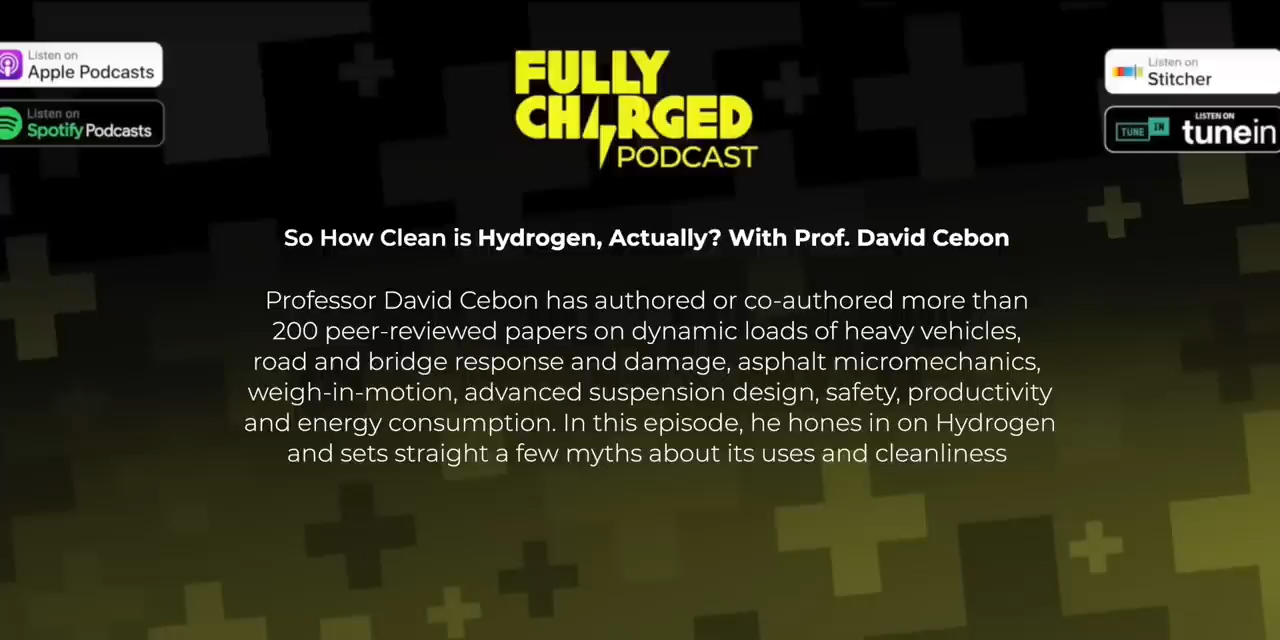 Listen on
Apple Podcasts
Listen on
Spotify Podcasts
FULLY
CHARGED
PODCAST
Listen on
Stitcher
TUNE IN
LISTEN ON
tunein
So How Clean is Hydrogen, Actually? With Prof. David Cebon
Professor David Cebon has authored or co-authored more than
200 peer-reviewed papers on dynamic loads of heavy vehicles,
road and bridge response and damage, asphalt micromechanics,
weigh-in-motion, advanced suspension design, safety, productivity
and energy consumption. In this episode, he hones in on Hydrogen
and sets straight a few myths about its uses and cleanliness